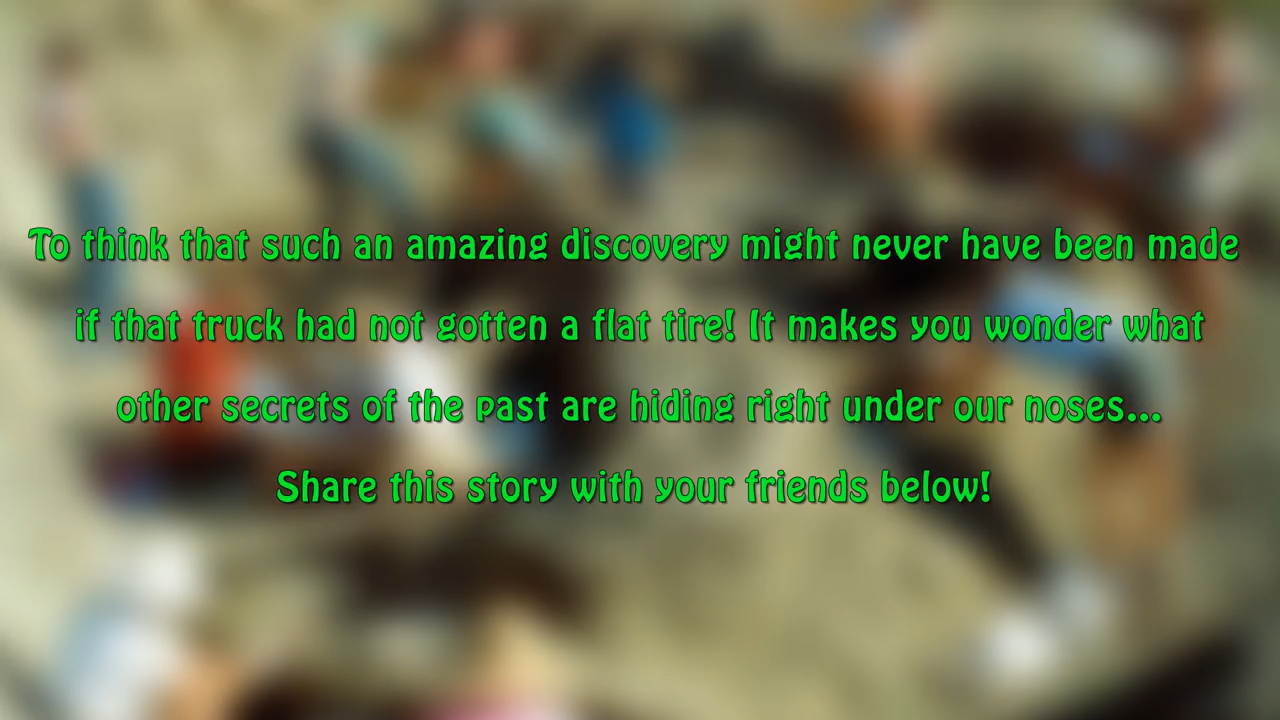 To think that such an amazing discovery might never have been made
if that truck had not gotten a flat tire! It makes you wonder what
other secrets of the past are hiding right under our noses...
Share this story with your friends below!